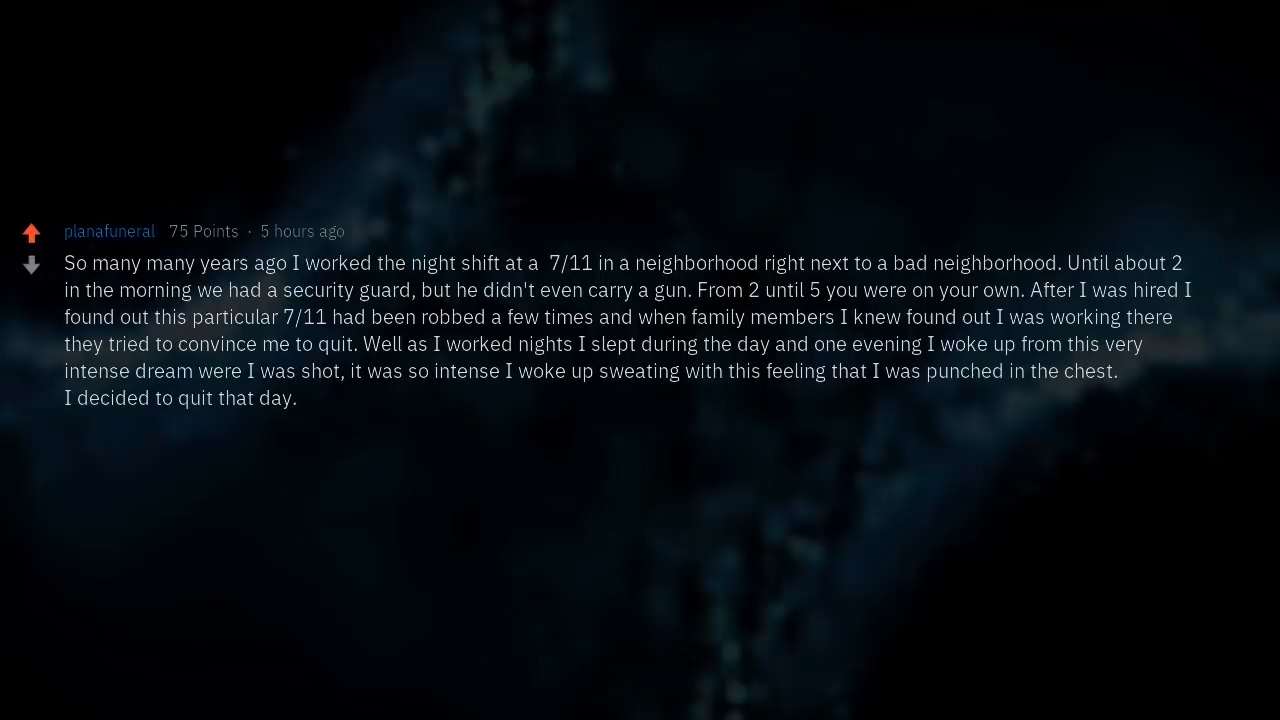 planafuneral 75 Points · 5 hours ago
So many many years ago I worked the night shift at a  7/11 in a neighborhood right next to a bad neighborhood. Until about 2
in the morning we had a security guard, but he didn't even carry a gun. From 2 until 5 you were on your own. After I was hired I
found out this particular 7/11 had been robbed a few times and when family members I knew found out I was working there
they tried to convince me to quit. Well as I worked nights I slept during the day and one evening I woke up from this very
intense dream were I was shot, it was so intense I woke up sweating with this feeling that I was punched in the chest.
I decided to quit that day.